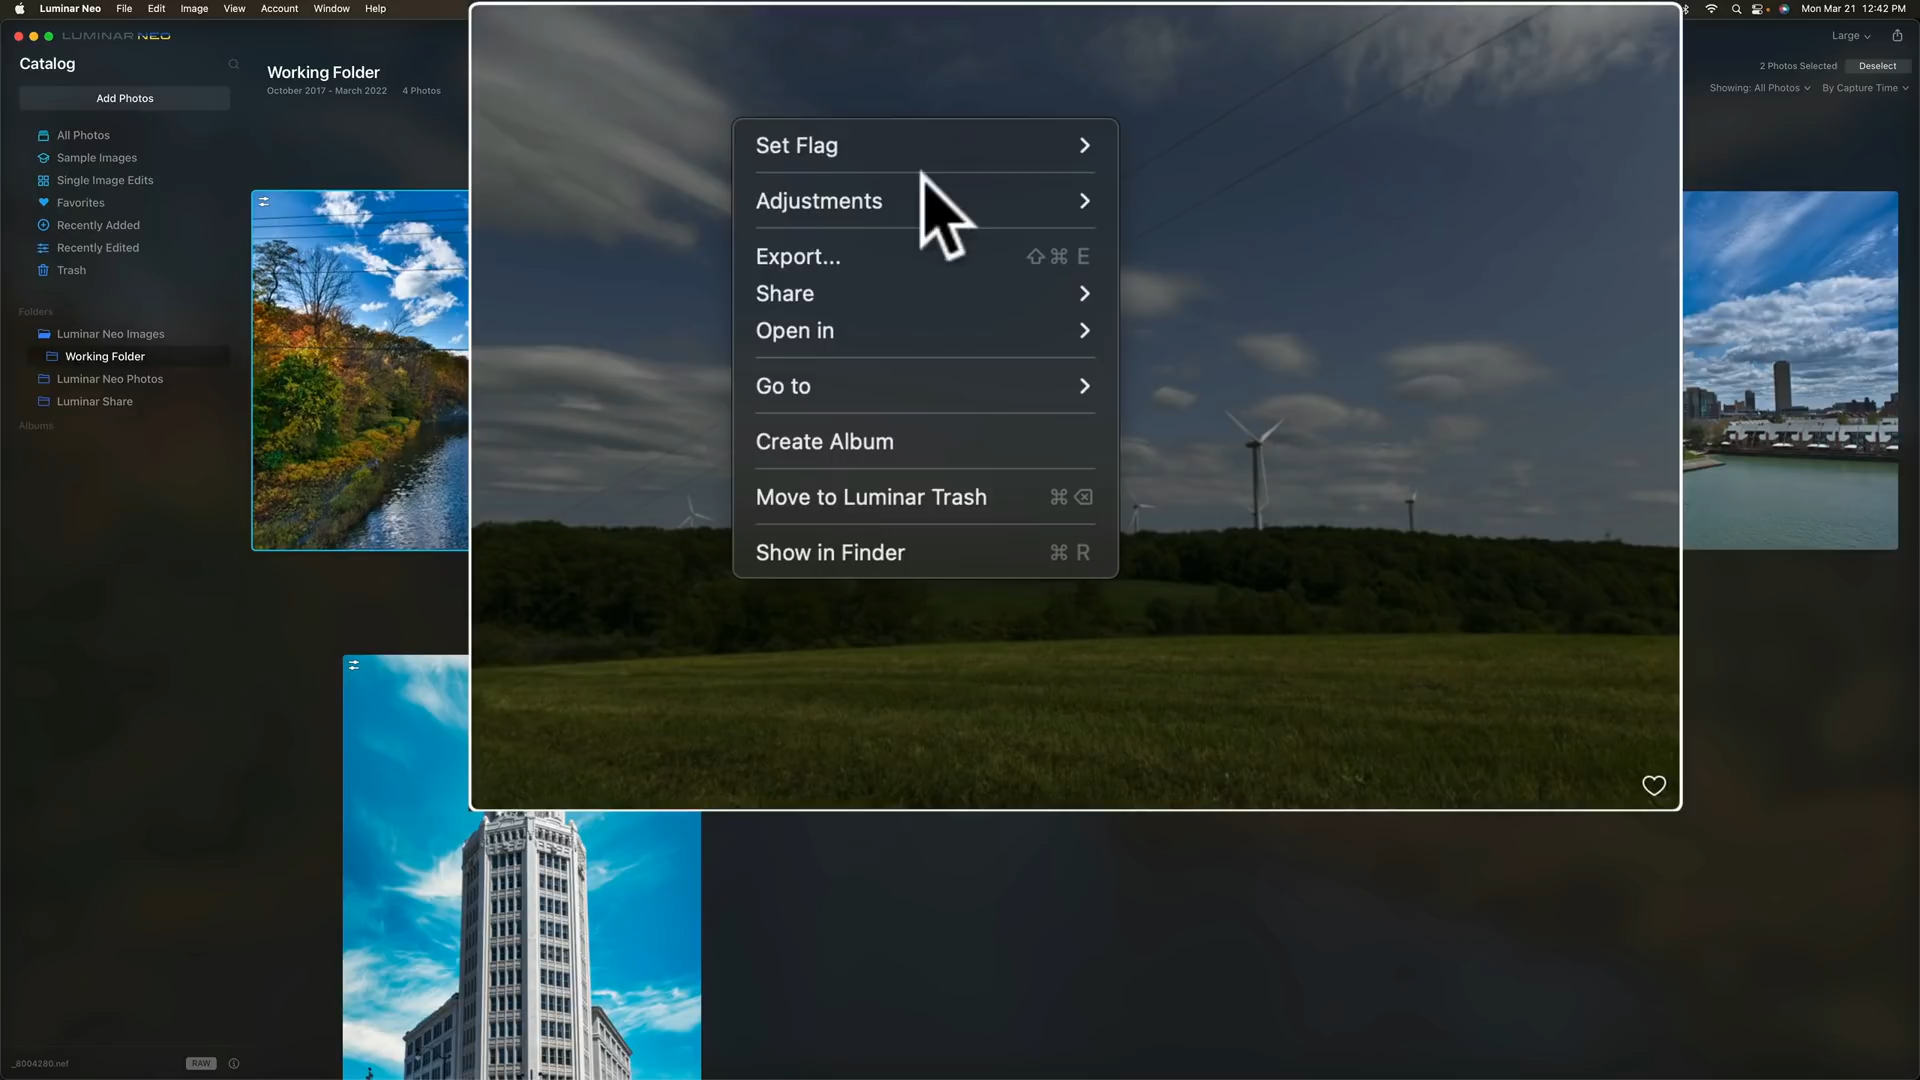 Luminar Neo File Edit Image View Account Window Help
Mon Mar 21 12:42 PM
LUMINAR NEO
Large
Catalog
Working Folder
2 Photos Selected Deselect
October 2017 - March 2022 4 Photos
Showing: All Photos By Capture Time
Add Photos
All Photos
Sample Images
Single Image Edits
Favorites
Recently Added
Recently Edited
Trash
Folders
Luminar Neo Images
Working Folder
Luminar Neo Photos
Luminar Share
Albums
Set Flag
Adjustments
Export... ⇧ ⌘ E
Share
Open in
Go to
Create Album
Move to Luminar Trash ⌘ ⌫
Show in Finder ⌘ R
_8004280.nef RAW